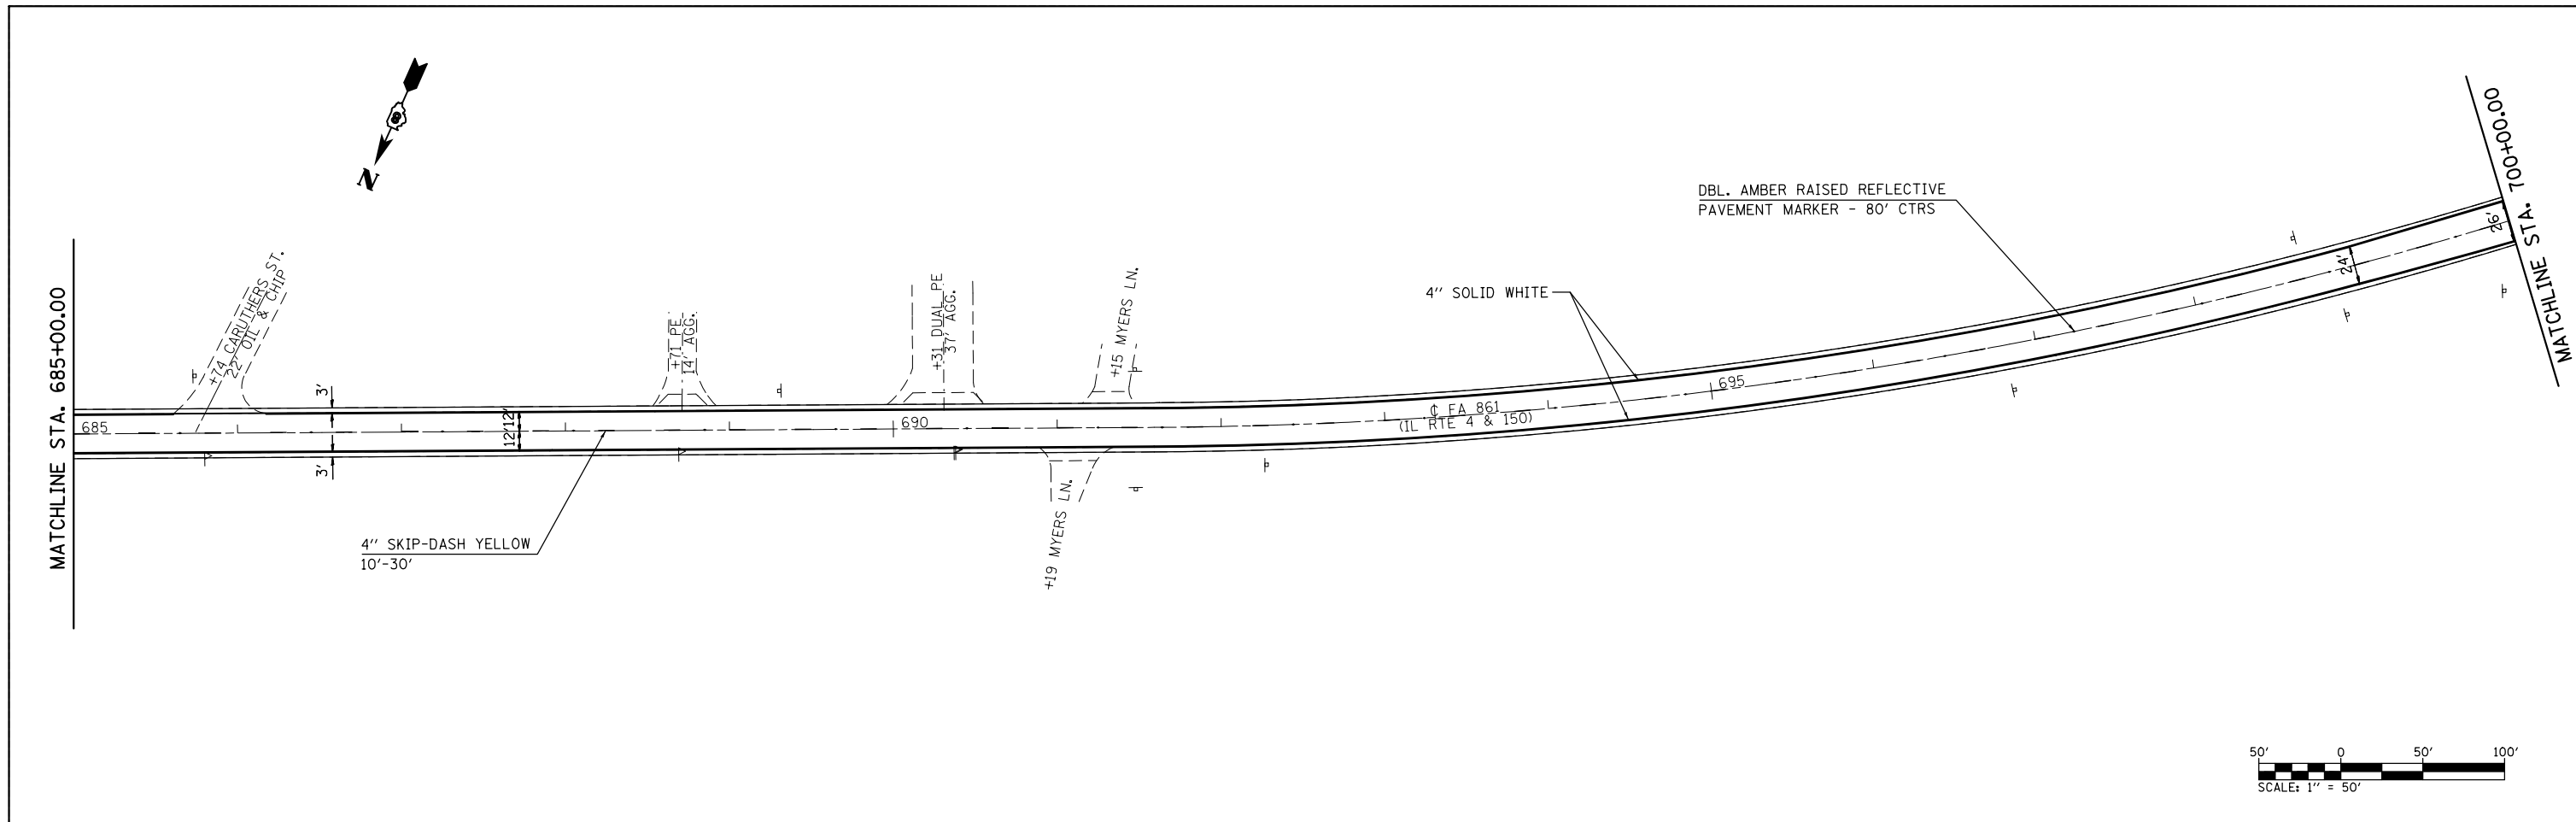 8
N
MATCHLINE STA. 700+00.00
DBL. AMBER RAISED REFLECTIVE
PAVEMENT MARKER - 80' CTRS
26'
24'
4'' SOLID WHITE
MATCHLINE STA. 685+00.00
+74 CARUTHERS ST.
22' OIL & CHIP
+71 PE
14' AGG.
+31 DUAL PE
37' AGG.
+15 MYERS LN.
3'
12'
12'
3'
685
690
695
℄ FA 861
(IL RTE 4 & 150)
+19 MYERS LN.
4'' SKIP-DASH YELLOW
10'-30'
50' 0 50' 100'
SCALE: 1'' = 50'